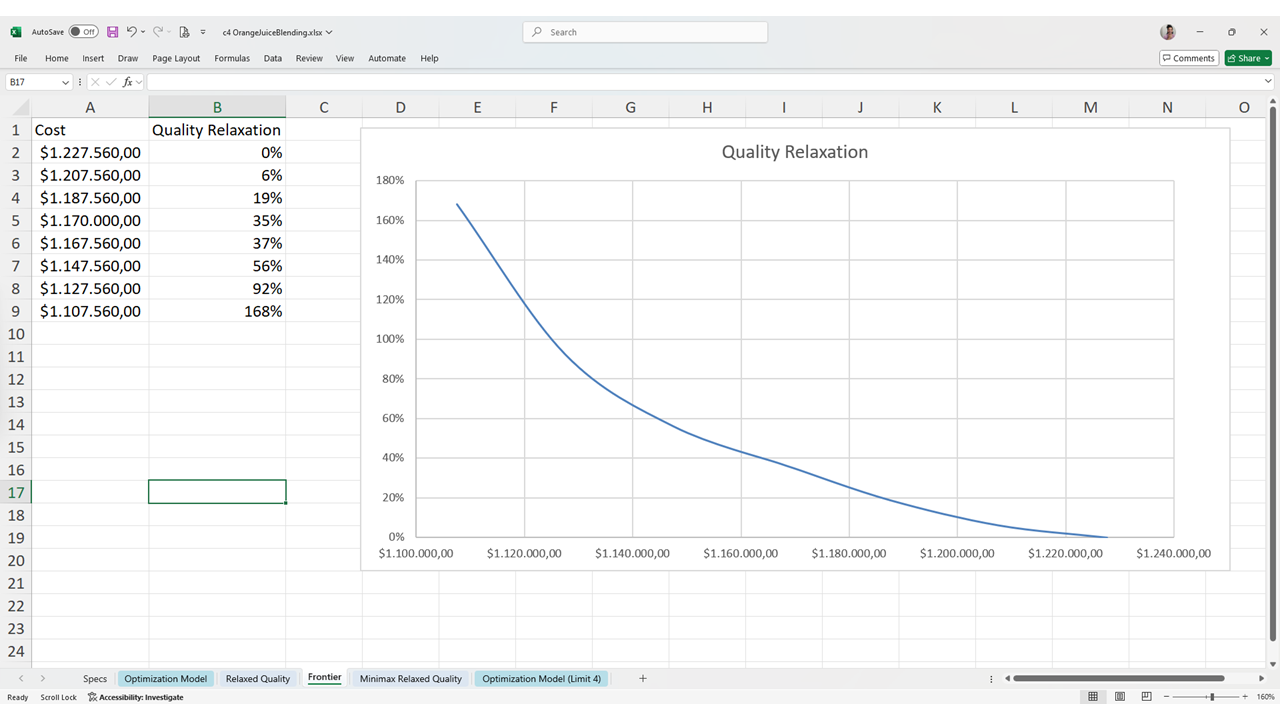 AutoSave Off c4 OrangeJuiceBlending.xlsx Search
File Home Insert Draw Page Layout Formulas Data Review View Automate Help Comments Share
B17 fx
A B C D E F G H I J K L M N O
1 Cost Quality Relaxation
2 $1.227.560,00 0%
3 $1.207.560,00 6%
4 $1.187.560,00 19%
5 $1.170.000,00 35%
6 $1.167.560,00 37%
7 $1.147.560,00 56%
8 $1.127.560,00 92%
9 $1.107.560,00 168%
10
11
12
13
14
15
16
17
18
19
20
21
22
23
24
Quality Relaxation
180%
160%
140%
120%
100%
80%
60%
40%
20%
0%
$1.100.000,00 $1.120.000,00 $1.140.000,00 $1.160.000,00 $1.180.000,00 $1.200.000,00 $1.220.000,00 $1.240.000,00
Specs Optimization Model Relaxed Quality Frontier Minimax Relaxed Quality Optimization Model (Limit 4)
Ready Scroll Lock Accessibility: Investigate 160%